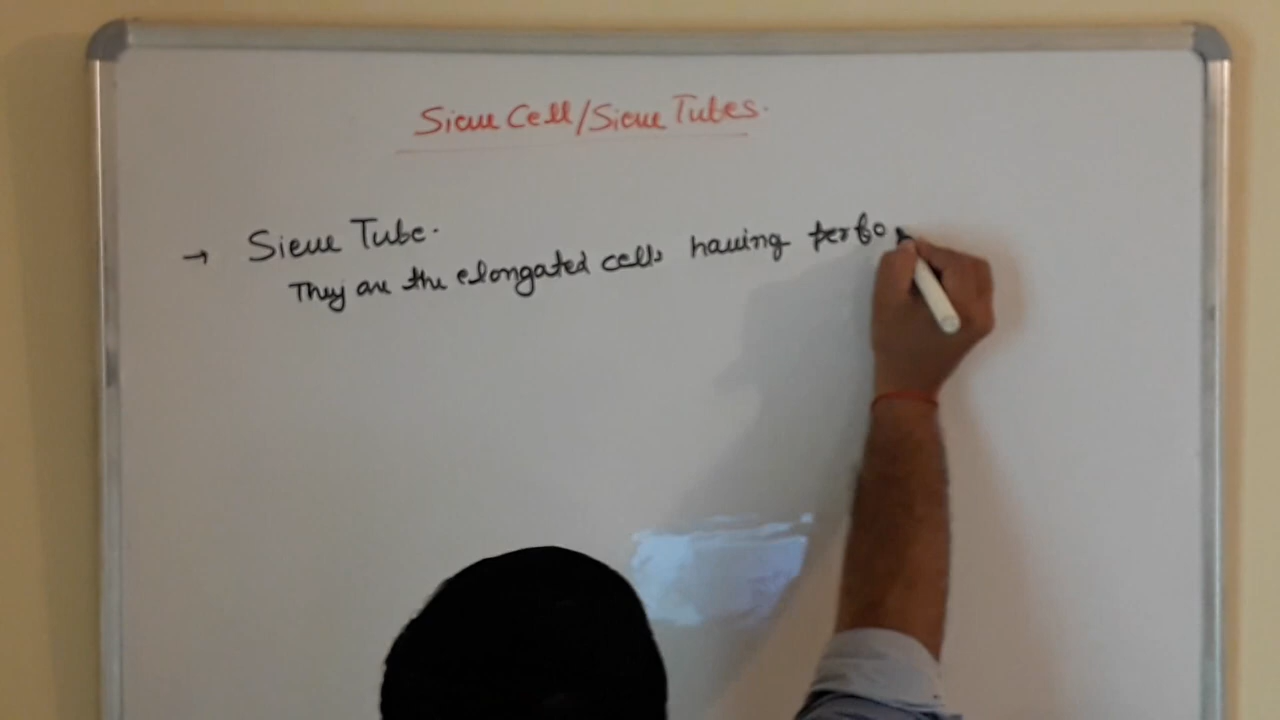 Sieve Cell/Sieve Tubes.
→ Sieve Tube.
They are the elongated cells having perfo